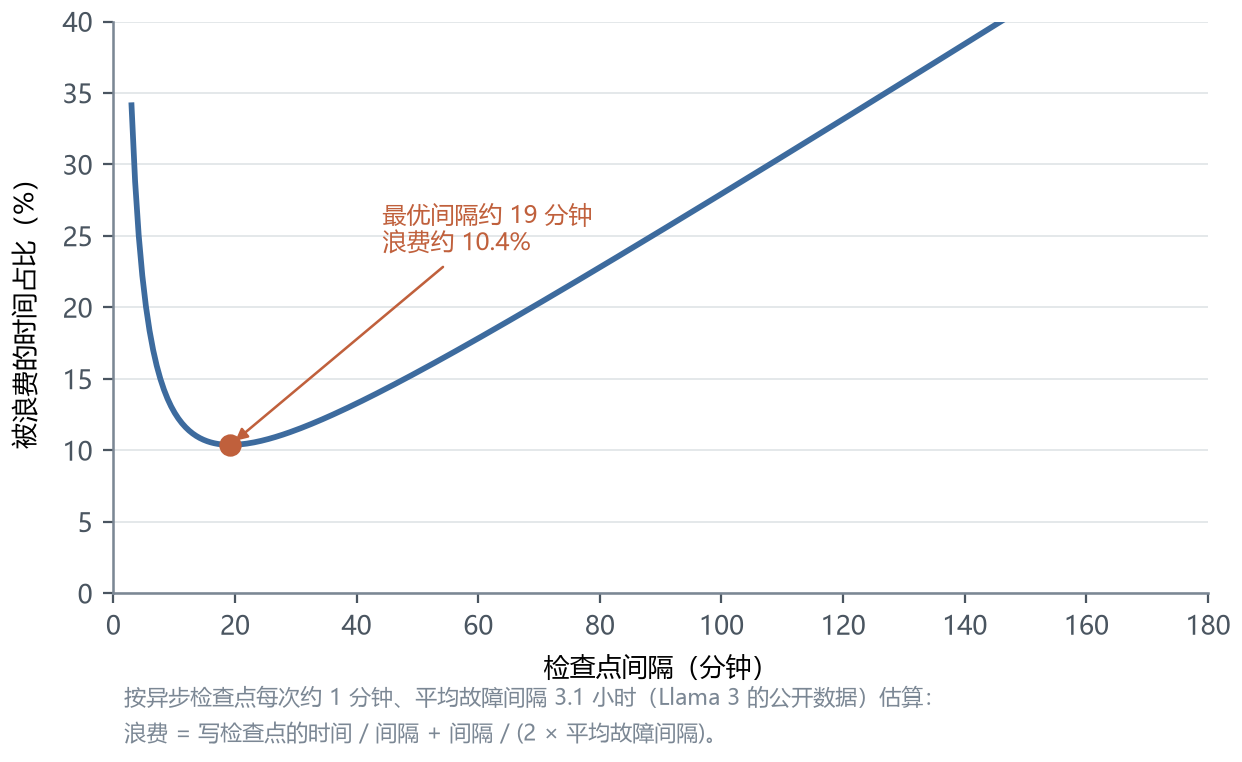 40
35
30
25
20
15
10
5
0
被浪费的时间占比（%）
最优间隔约 19 分钟
浪费约 10.4%
0 20 40 60 80 100 120 140 160 180
检查点间隔（分钟）
按异步检查点每次约 1 分钟、平均故障间隔 3.1 小时（Llama 3 的公开数据）估算：
浪费 = 写检查点的时间 / 间隔 + 间隔 / (2 × 平均故障间隔)。